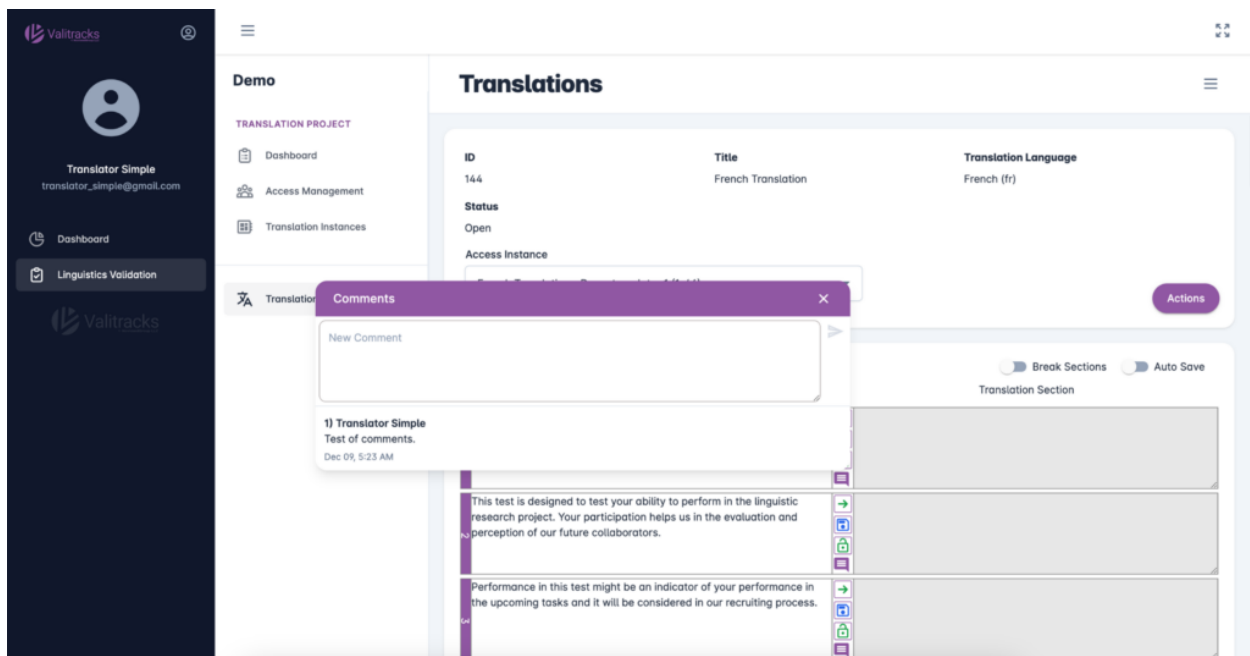 Valitracks
Translator Simple
translator_simple@gmail.com
Dashboard
Linguistics Validation
Valitracks
Demo
TRANSLATION PROJECT
Dashboard
Access Management
Translation Instances
Translation
Translations
ID
Title
Translation Language
144
French Translation
French (fr)
Status
Open
Access Instance
Actions
Comments
New Comment
1) Translator Simple
Test of comments.
Dec 09, 5:23 AM
Break Sections
Auto Save
Translation Section
2
This test is designed to test your ability to perform in the linguistic
research project. Your participation helps us in the evaluation and
perception of our future collaborators.
3
Performance in this test might be an indicator of your performance in
the upcoming tasks and it will be considered in our recruiting process.